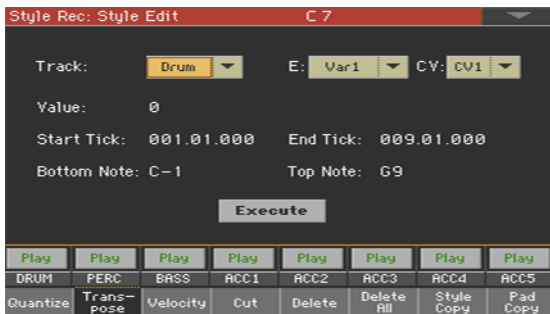 Style Rec: Style Edit C 7
Track: Drum E: Var1 CV: CV1
Value: 0
Start Tick: 001.01.000 End Tick: 009.01.000
Bottom Note: C-1 Top Note: G9
Execute
Play Play Play Play Play Play Play Play
DRUM PERC BASS ACC1 ACC2 ACC3 ACC4 ACC5
Quantize Trans-pose Velocity Cut Delete Delete All Style Copy Pad Copy